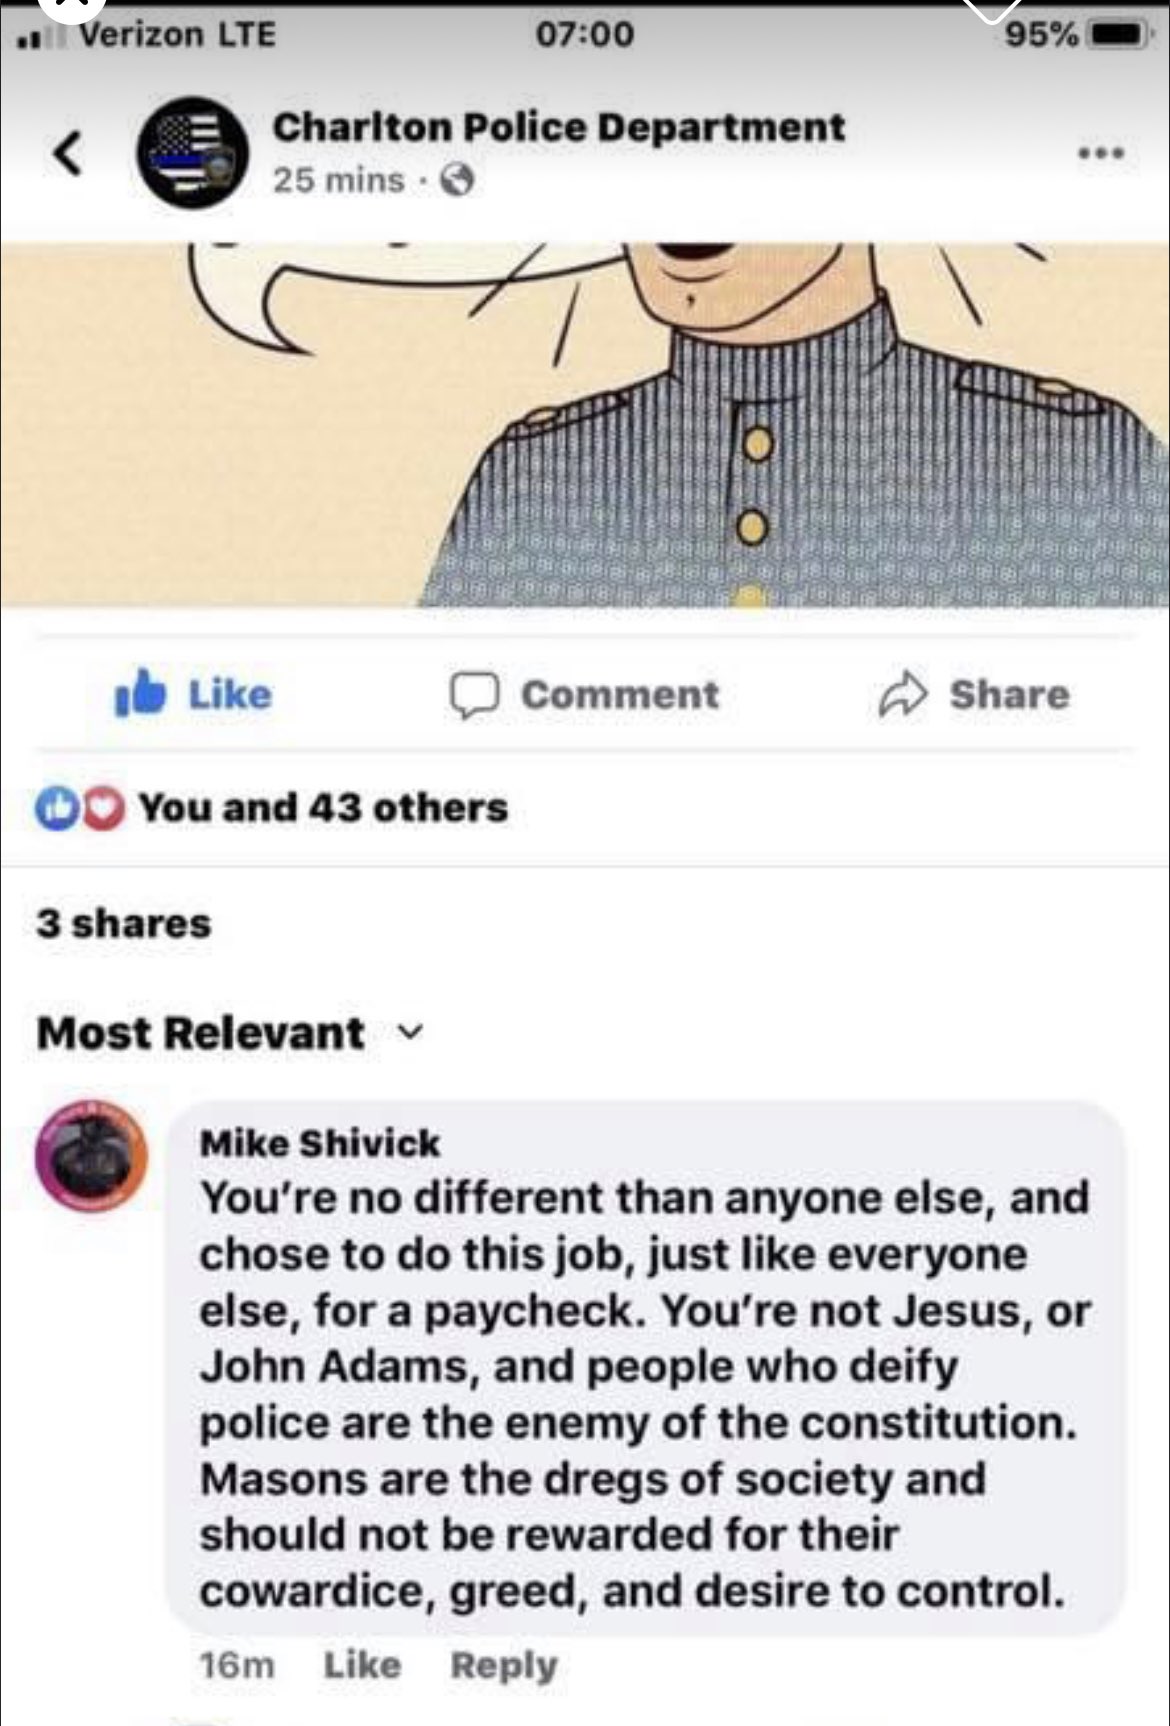 Verizon LTE 07:00 95%
Charlton Police Department
25 mins ·
Like Comment Share
You and 43 others
3 shares
Most Relevant
Mike Shivick
You’re no different than anyone else, and
chose to do this job, just like everyone
else, for a paycheck. You’re not Jesus, or
John Adams, and people who deify
police are the enemy of the constitution.
Masons are the dregs of society and
should not be rewarded for their
cowardice, greed, and desire to control.
16m Like Reply